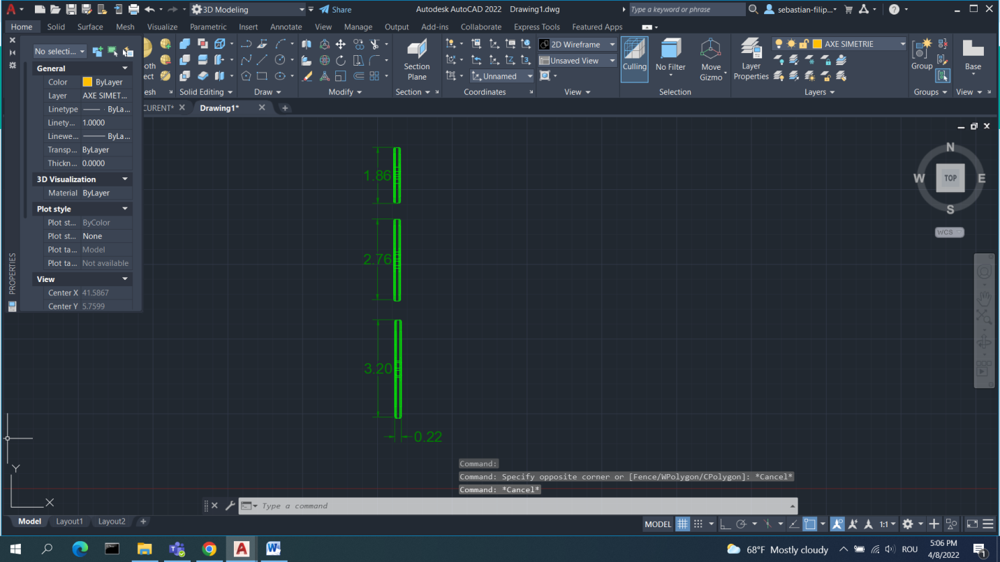 3D Modeling Share Autodesk AutoCAD 2022 Drawing1.dwg Type a keyword or phrase sebastian-filip...
Home Solid Surface Mesh Visualize Parametric Insert Annotate View Manage Output Add-ins Collaborate Express Tools Featured Apps
No selecti...
General
Color ByLayer
Layer AXE SIMET...
Linetype ByLa...
Linety... 1.0000
Linewe... ByLa...
Transp... ByLayer
Thickn... 0.0000
3D Visualization
Material ByLayer
Plot style
Plot st... ByColor
Plot st... None
Plot ta... Model
Plot ta... Not available
View
Center X 41.5867
Center Y 5.7599
PROPERTIES
oth
ect
esh
Solid Editing
Draw
Modify
Section
Plane
Section
Unnamed
Coordinates
2D Wireframe
Unsaved View
View
Culling
No Filter
Move
Gizmo
Selection
Layer
Properties
AXE SIMETRIE
Layers
Group
Groups
Base
View
CURENT*
Drawing1*
N
W TOP E
S
WCS
1.86
2.76
3.20
0.22
Y
X
Command:
Command: Specify opposite corner or [Fence/WPolygon/CPolygon]: *Cancel*
Command: *Cancel*
Type a command
Model Layout1 Layout2
MODEL 1:1
68°F Mostly cloudy ROU
5:06 PM
4/8/2022
1